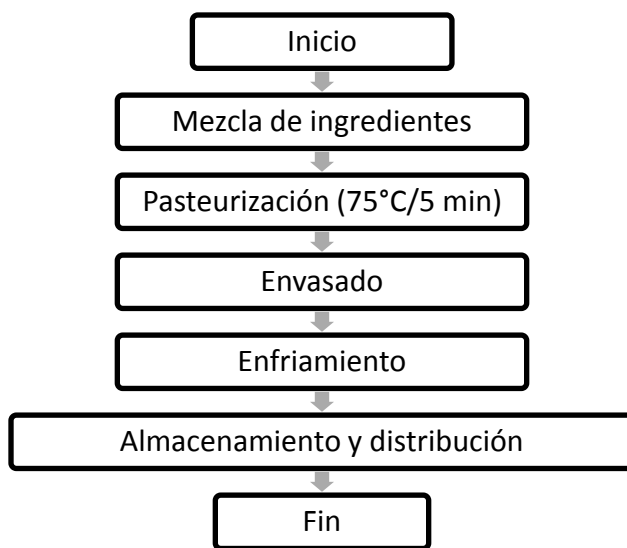 Inicio
Mezcla de ingredientes
Pasteurización (75°C/5 min)
Envasado
Enfriamiento
Almacenamiento y distribución
Fin